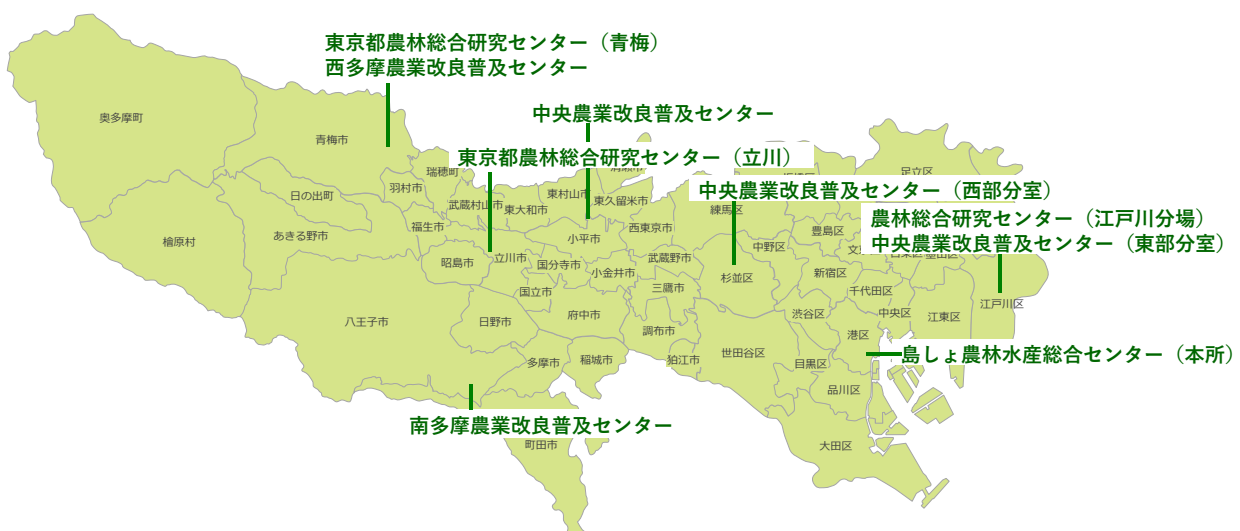 東京都農林総合研究センター（青梅）
西多摩農業改良普及センター
中央農業改良普及センター
東京都農林総合研究センター（立川）
中央農業改良普及センター（西部分室）
農林総合研究センター（江戸川分場）
中央農業改良普及センター（東部分室）
島しょ農林水産総合センター（本所）
南多摩農業改良普及センター
奥多摩町
青梅市
日の出町
檜原村
あきる野市
羽村市
瑞穂町
福生市
武蔵村山市
東大和市
東村山市
東久留米市
西東京市
小平市
昭島市
立川市
国分寺市
小金井市
武蔵野市
三鷹市
国立市
府中市
調布市
狛江市
八王子市
日野市
多摩市
稲城市
町田市
練馬区
足立区
豊島区
中野区
杉並区
新宿区
千代田区
渋谷区
中央区
港区
江東区
江戸川区
世田谷区
目黒区
品川区
大田区